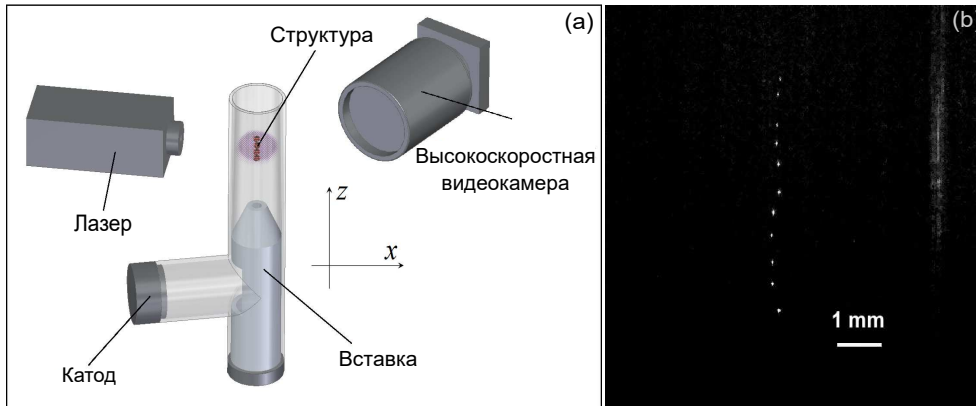 (a)
Структура
Высокоскоростная
видеокамера
Лазер
z
x
Катод
Вставка
(b)
1 mm